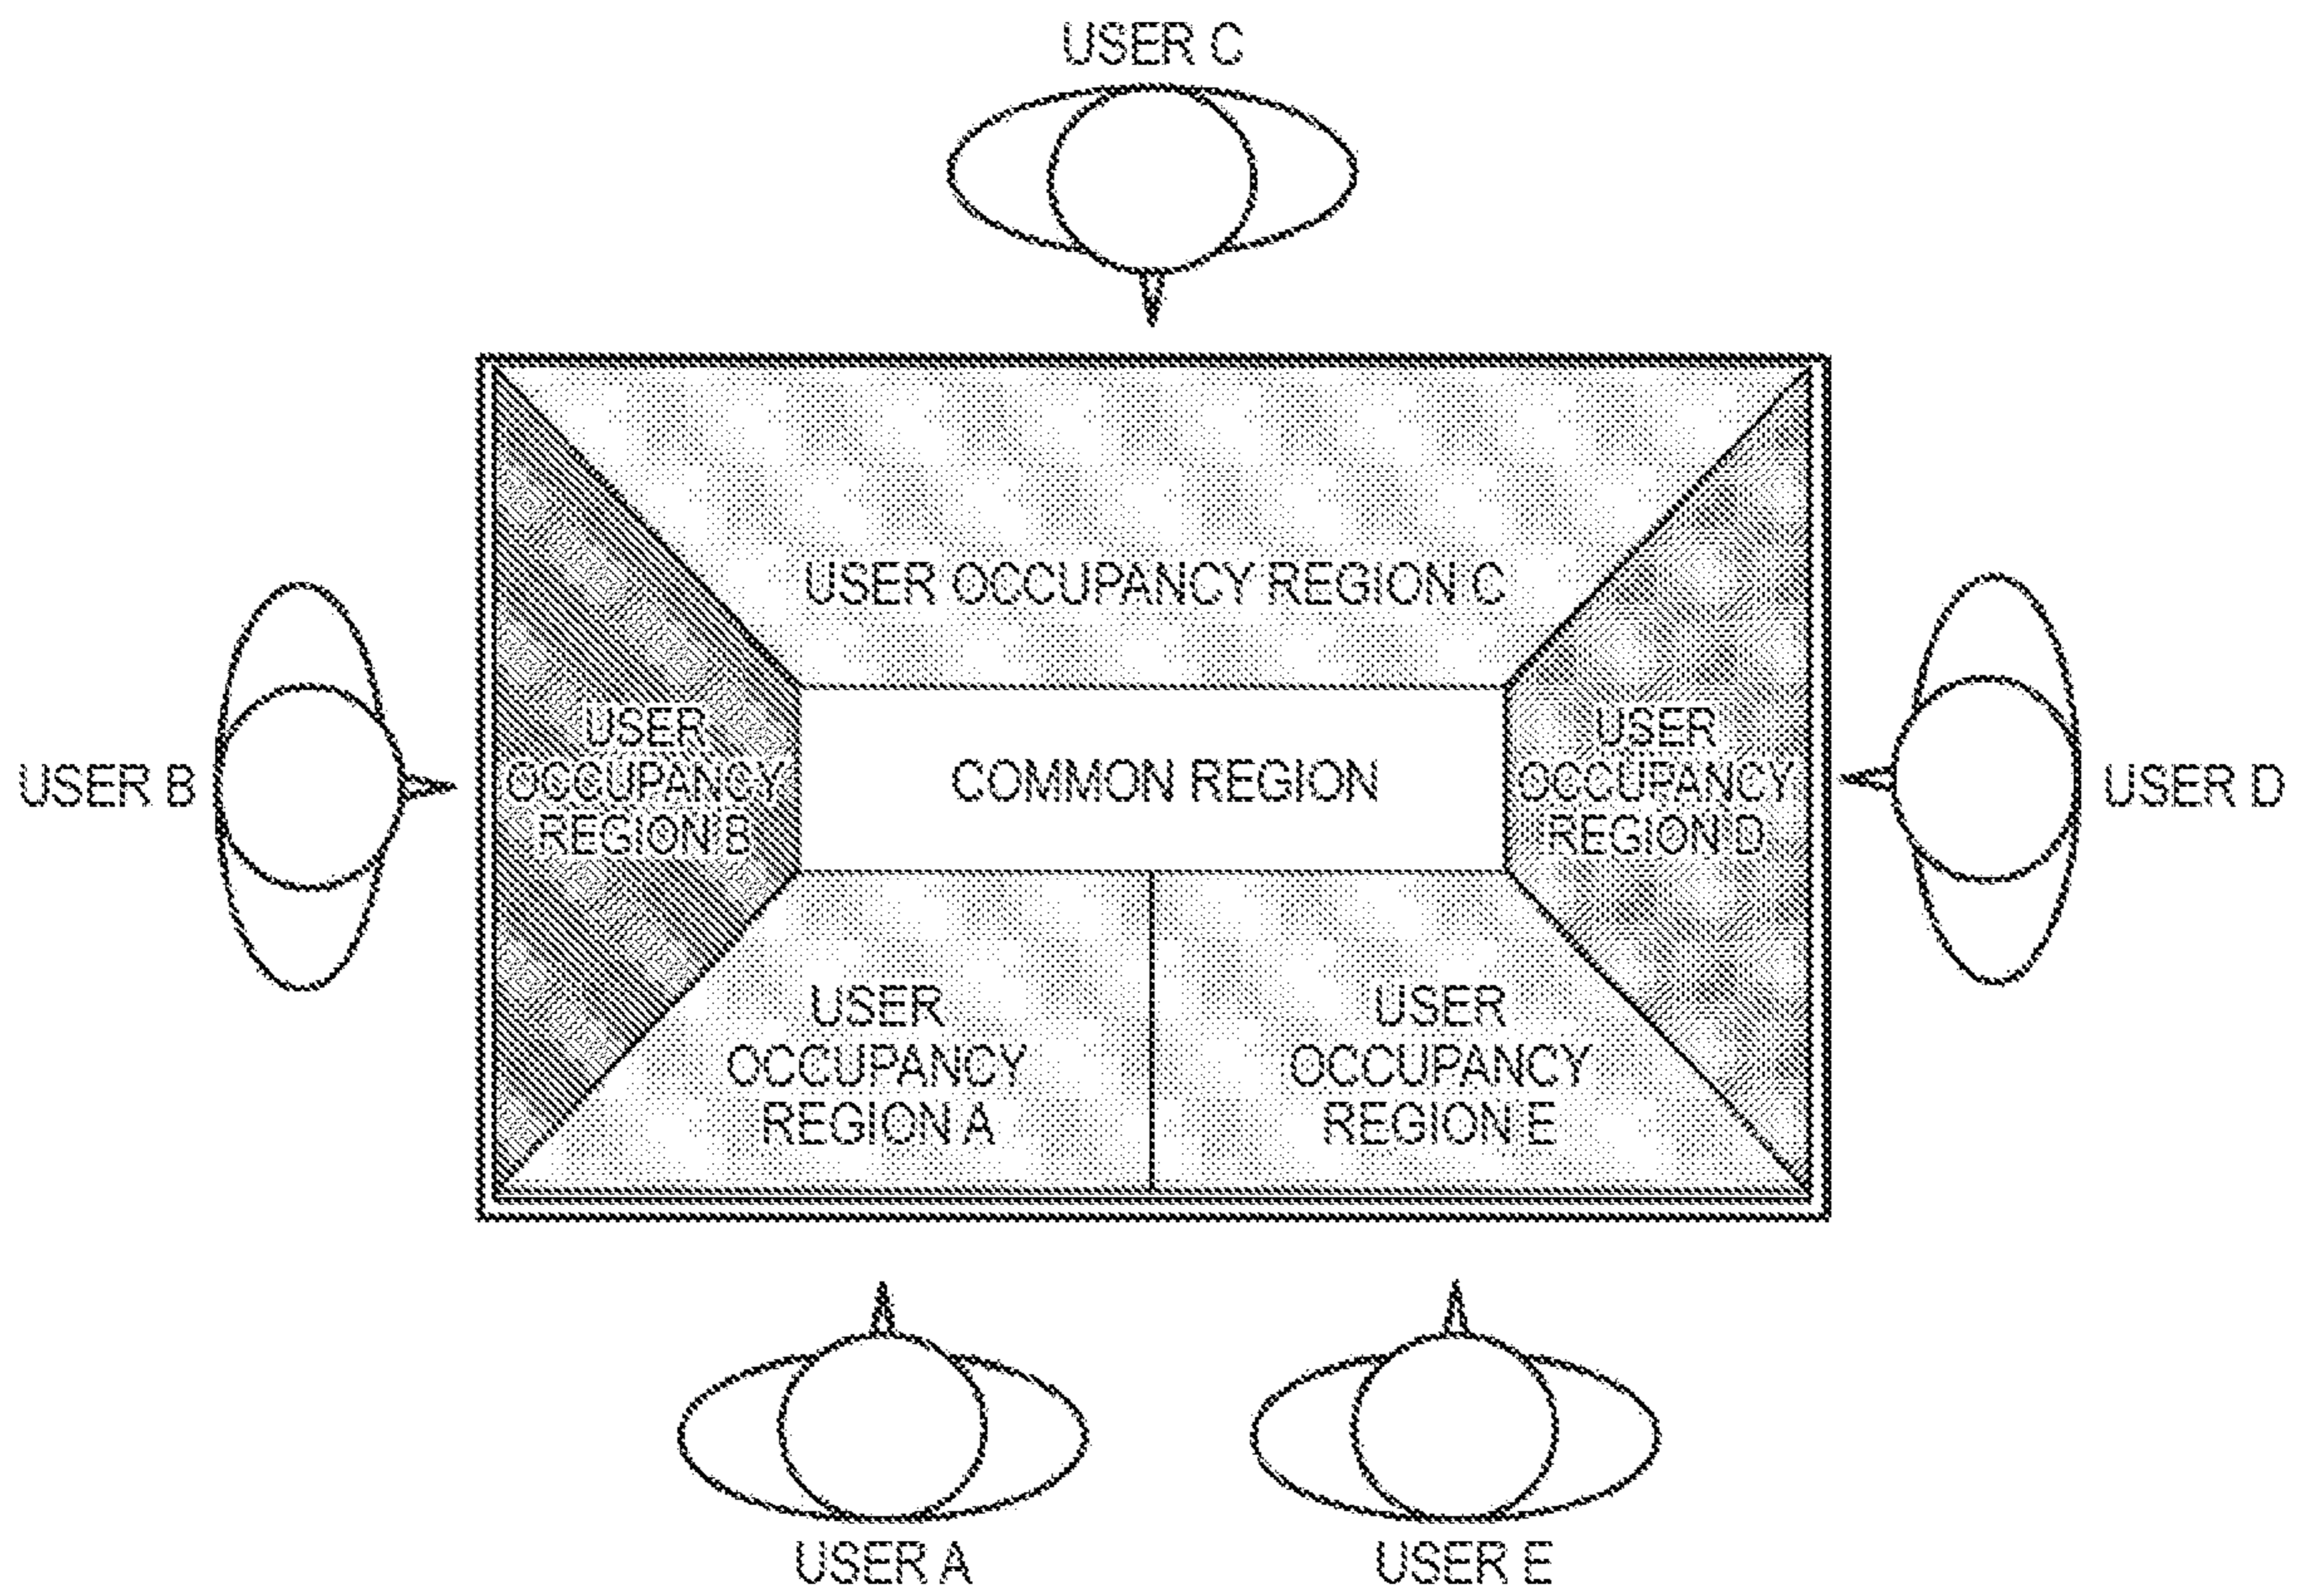 USER C
USER OCCUPANCY REGION C
USER B
USER
OCCUPANCY
REGION B
COMMON REGION
USER
OCCUPANCY
REGION D
USER D
USER
OCCUPANCY
REGION A
USER
OCCUPANCY
REGION E
USER A
USER E